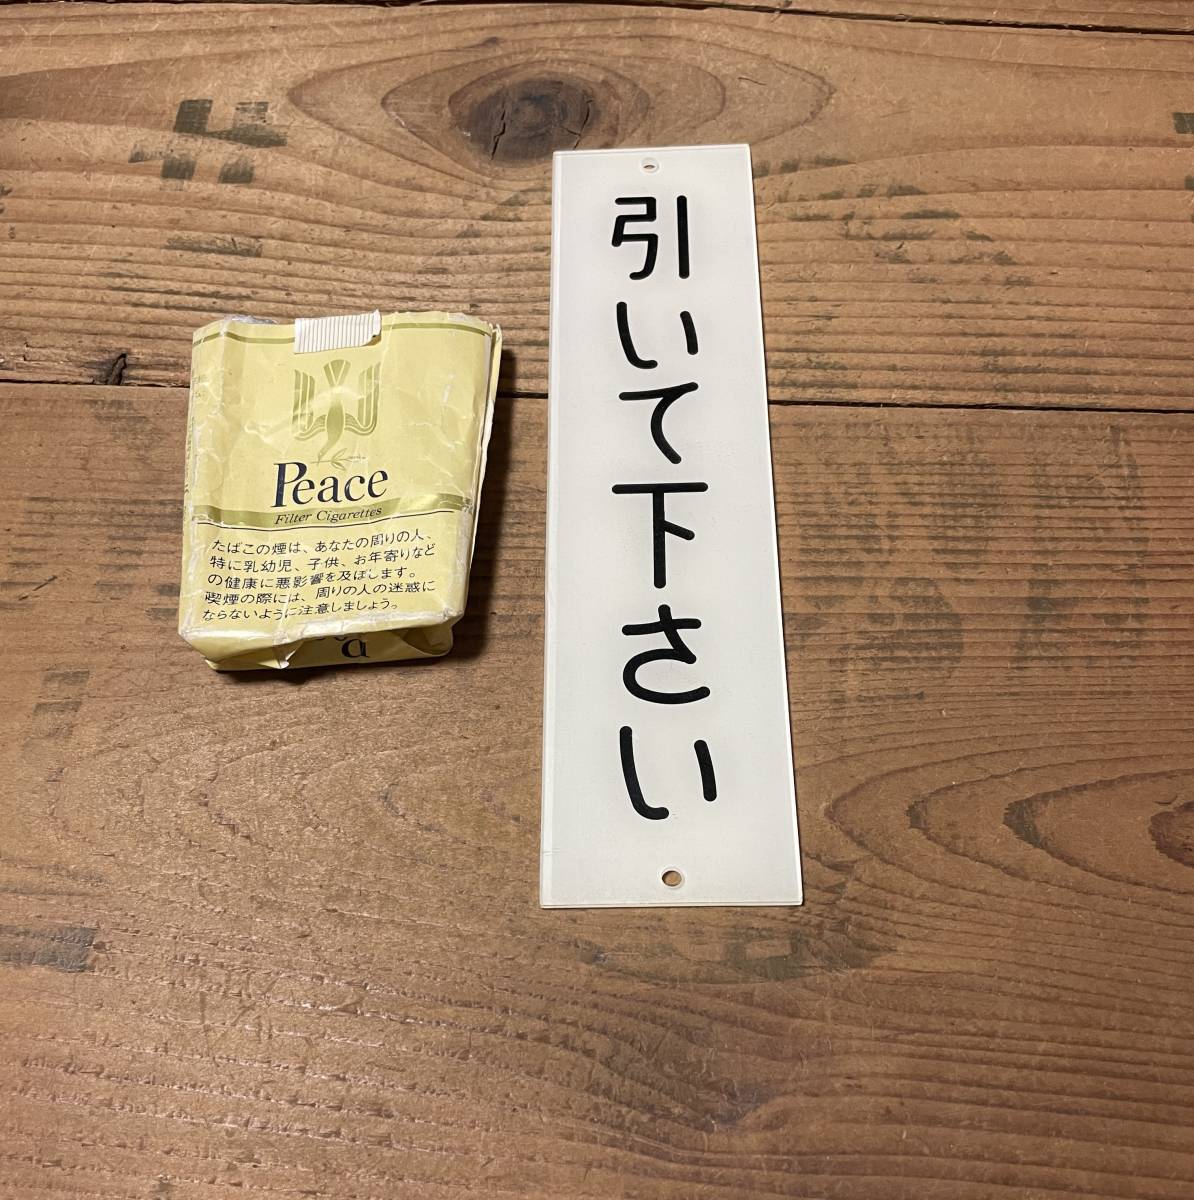 Peace
Filter Cigarettes
たばこの煙は、あなたの周りの人、
特に乳幼児、子供、お年寄りなど
の健康に悪影響を及ぼします。
喫煙の際には、周りの人の迷惑に
ならないように注意しましょう。
引いて下さい